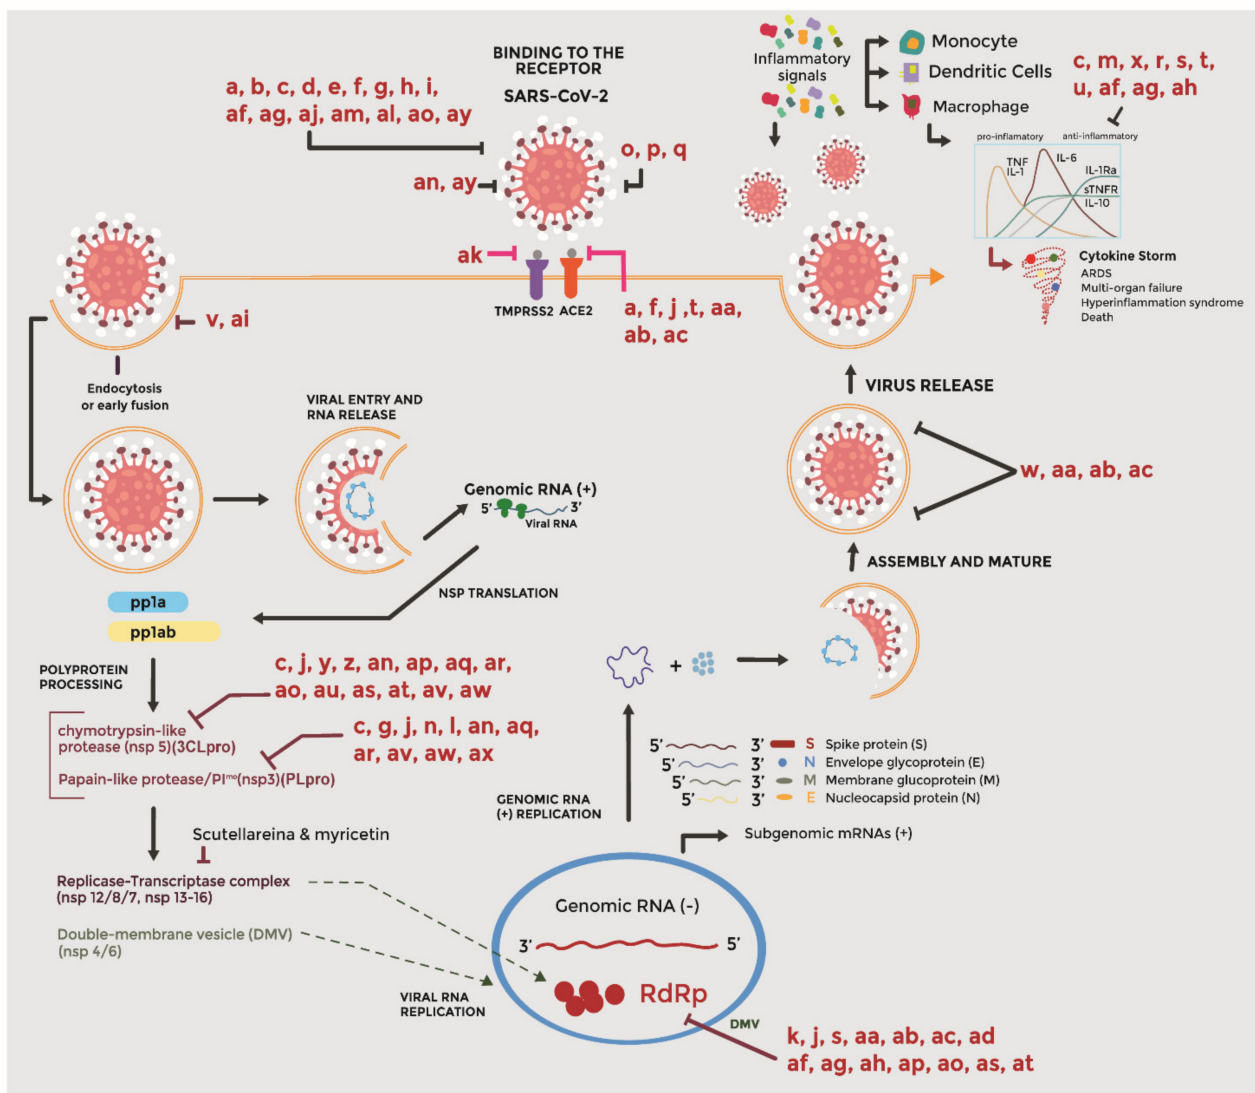 BINDING TO THE
RECEPTOR
SARS-CoV-2
a, b, c, d, e, f, g, h, i,
af, ag, aj, am, al, ao, ay
an, ay
o, p, q
ak
TMPRSS2 ACE2
a, f, j ,t, aa,
ab, ac
v, ai
Inflammatory
signals
Monocyte
Dendritic Cells
Macrophage
c, m, x, r, s, t,
u, af, ag, ah
pro-inflamatory
anti-inflammatory
TNF
IL-1
IL-6
IL-1Ra
sTNFR
IL-10
Cytokine Storm
ARDS
Multi-organ failure
Hyperinflammation syndrome
Death
Endocytosis
or early fusion
VIRAL ENTRY AND
RNA RELEASE
Genomic RNA (+)
5' 3'
Viral RNA
NSP TRANSLATION
VIRUS RELEASE
w, aa, ab, ac
ASSEMBLY AND MATURE
pp1a
pp1ab
POLYPROTEIN
PROCESSING
c, j, y, z, an, ap, aq, ar,
ao, au, as, at, av, aw
chymotrypsin-like
protease (nsp 5)(3CLpro)
c, g, j, n, l, an, aq,
ar, av, aw, ax
Papain-like protease/Plᵐᵖ(nsp3)(PLpro)
+
5' 3' S Spike protein (S)
5' 3' N Envelope glycoprotein (E)
5' 3' M Membrane glucoprotein (M)
5' 3' E Nucleocapsid protein (N)
GENOMIC RNA
(+) REPLICATION
Subgenomic mRNAs (+)
Scutellareina & myricetin
Replicase-Transcriptase complex
(nsp 12/8/7, nsp 13-16)
Double-membrane vesicle (DMV)
(nsp 4/6)
Genomic RNA (-)
3' 5'
RdRp
VIRAL RNA
REPLICATION
DMV
k, j, s, aa, ab, ac, ad
af, ag, ah, ap, ao, as, at